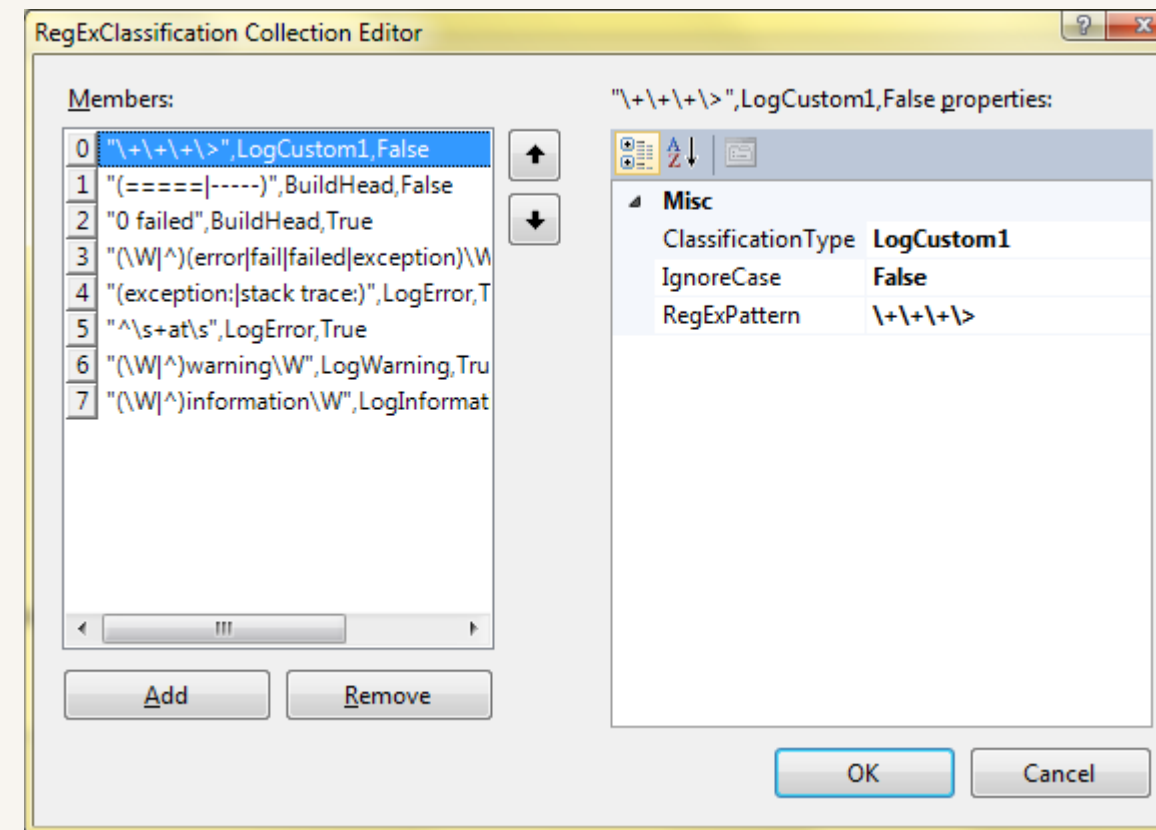 RegExClassification Collection Editor
Members:
0 "\+\+\+\>",LogCustom1,False
1 "(=====|-----)",BuildHead,False
2 "0 failed",BuildHead,True
3 "(\W|^)(error|fail|failed|exception)\W
4 "(exception:|stack trace:)",LogError,T
5 "^\s+at\s",LogError,True
6 "(\W|^)warning\W",LogWarning,Tru
7 "(\W|^)information\W",LogInformat
Add Remove
"\+\+\+\>",LogCustom1,False properties:
Misc
ClassificationType LogCustom1
IgnoreCase False
RegExPattern \+\+\+\>
OK Cancel